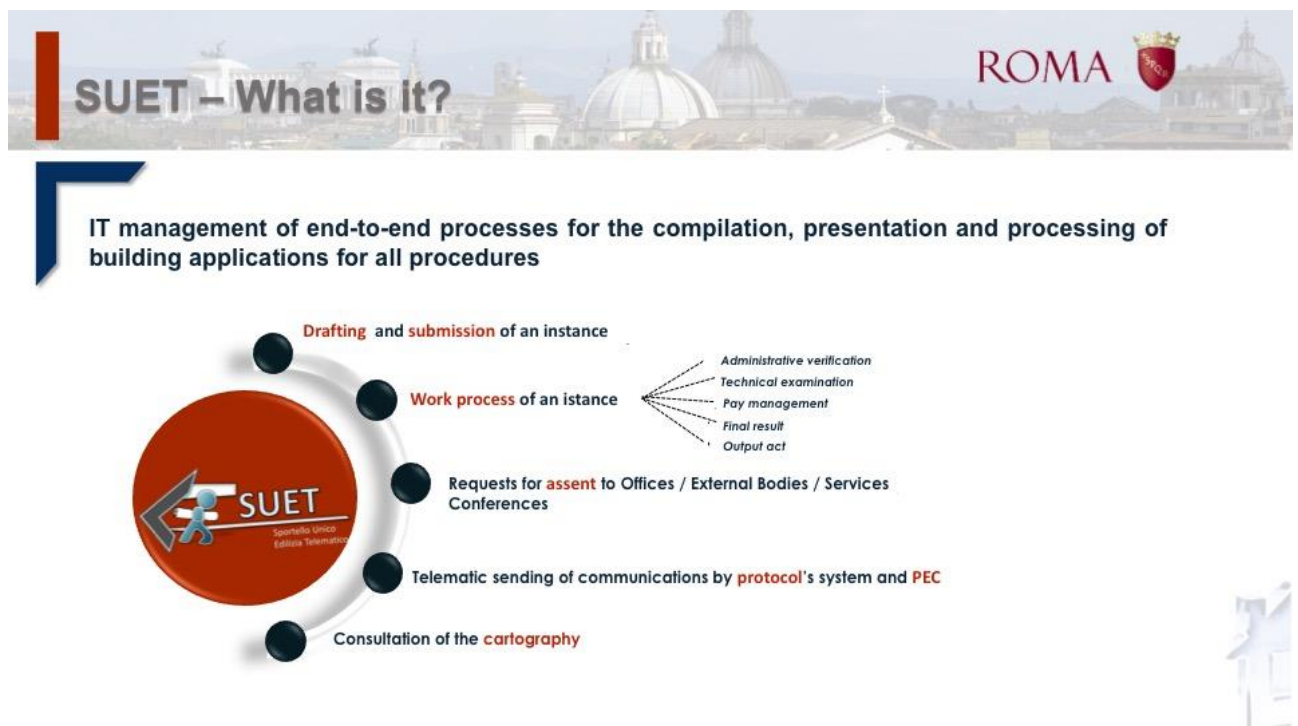 SUET – What is it?
ROMA
SPQR
IT management of end-to-end processes for the compilation, presentation and processing of
building applications for all procedures
Drafting and submission of an instance
Work process of an istance
Administrative verification
Technical examination
Pay management
Final result
Output act
Requests for assent to Offices / External Bodies / Services
Conferences
Telematic sending of communications by protocol's system and PEC
Consultation of the cartography
SUET
Sportello Unico
Edilizia Telematico